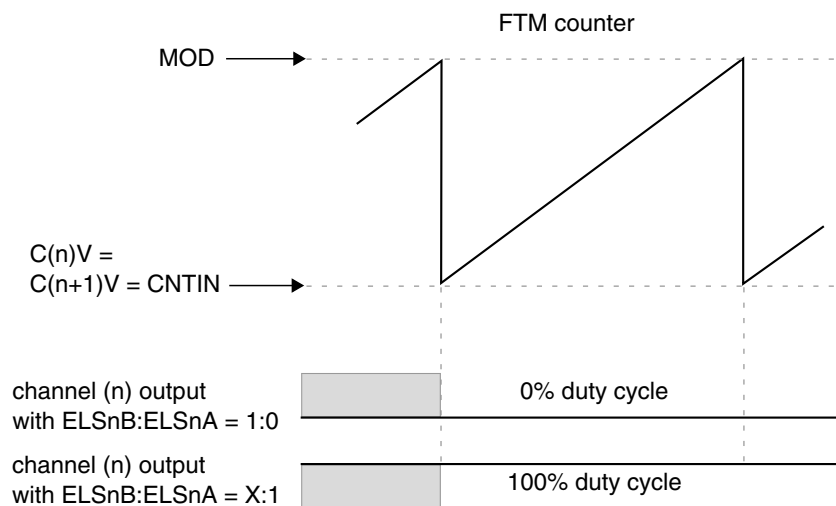 FTM counter
MOD
C(n)V =
C(n+1)V = CNTIN
channel (n) output
with ELSnB:ELSnA = 1:0
0% duty cycle
channel (n) output
with ELSnB:ELSnA = X:1
100% duty cycle